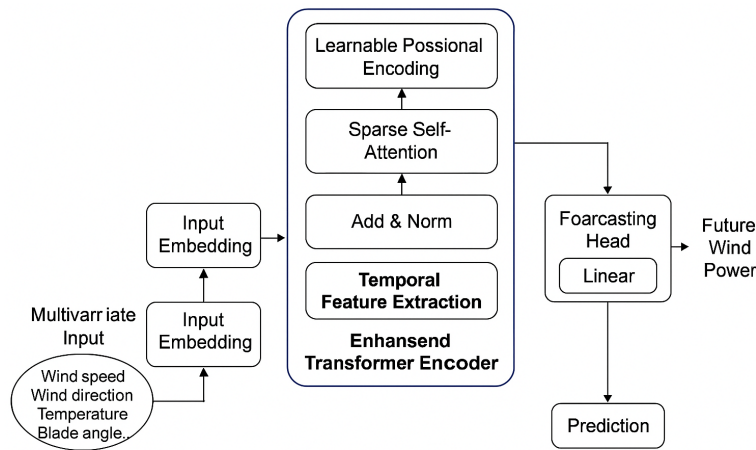 Learnable Possional
Encoding
Sparse Self-
Attention
Add & Norm
Temporal
Feature Extraction
Enhansend
Transformer Encoder
Input
Embedding
Input
Embedding
Multivarr iate
Input
Wind speed
Wind direction
Temperature
Blade angle..
Foarcasting
Head
Linear
Future
Wind
Power
Prediction